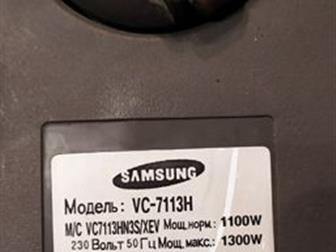 SAMSUNG
Модель: VC-7113H
M/C VC7113HN3S/XEV Мощ.норм.: 1100W
230 Вольт 50 Гц Мощ. макс.: 1300W